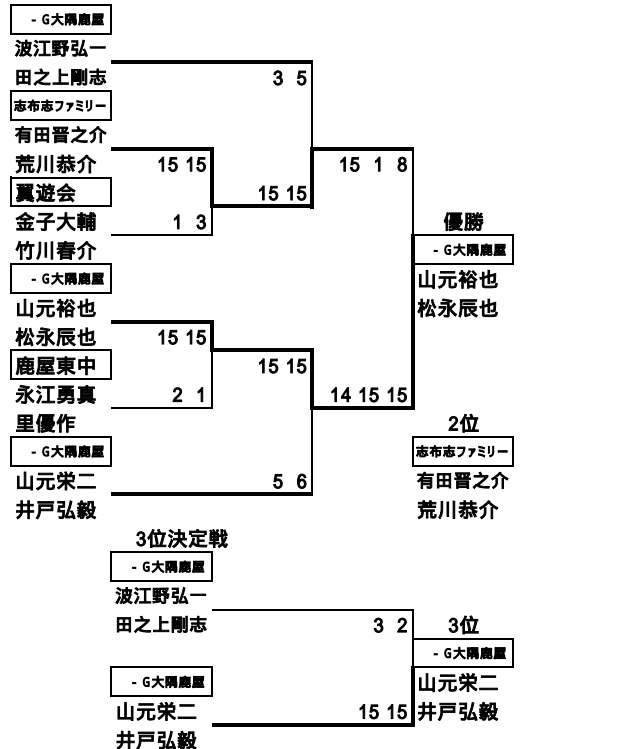 - G大隅鹿屋
波江野弘一
田之上剛志
3 5
志布志ファミリー
有田晋之介
荒川恭介
15 15
15 1 8
翼遊会
15 15
金子大輔
1 3
竹川春介
優勝
- G大隅鹿屋
山元裕也
松永辰也
- G大隅鹿屋
山元裕也
松永辰也
15 15
鹿屋東中
15 15
永江勇真
2 1
14 15 15
里優作
2位
- G大隅鹿屋
志布志ファミリー
山元栄二
5 6
有田晋之介
井戸弘毅
荒川恭介
3位決定戦
- G大隅鹿屋
波江野弘一
田之上剛志
3 2
3位
- G大隅鹿屋
- G大隅鹿屋
山元栄二
山元栄二
15 15
井戸弘毅
井戸弘毅